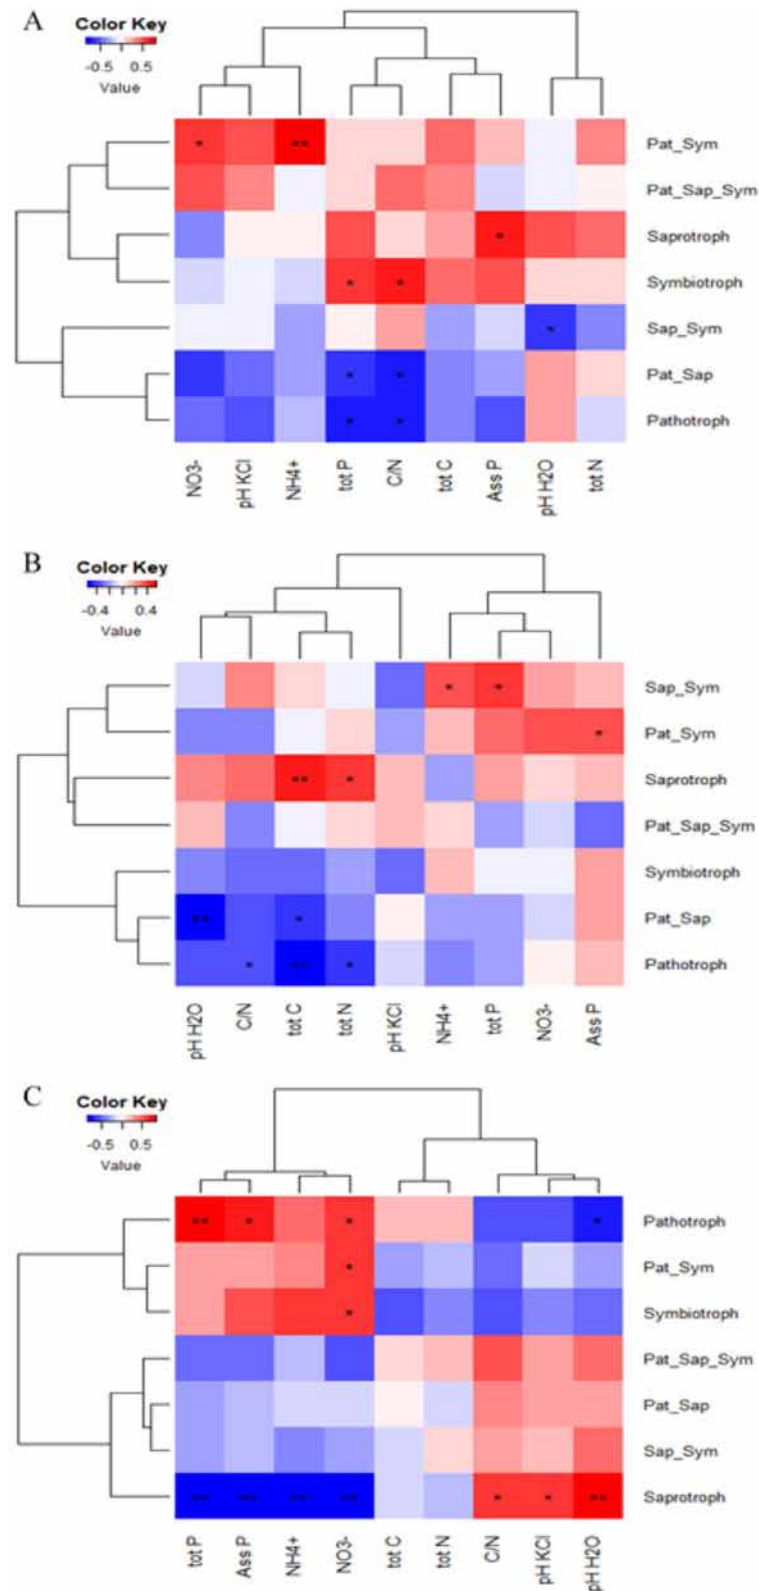 A
Color Key
-0.5 0.5
Value
* **
Pat_Sym
Pat_Sap_Sym
*
Saprotroph
* *
Symbiotroph
*
Sap_Sym
* *
Pat_Sap
* *
Pathotroph
NO3- pH KCl NH4+ tot P C/N tot C Ass P pH H2O tot N
B
Color Key
-0.4 0.4
Value
* *
Sap_Sym
*
Pat_Sym
** *
Saprotroph
Pat_Sap_Sym
Symbiotroph
** *
Pat_Sap
* ** *
Pathotroph
pH H2O C/N tot C tot N pH KCl NH4+ tot P NO3- Ass P
C
Color Key
-0.5 0.5
Value
** * * *
Pathotroph
*
Pat_Sym
*
Symbiotroph
Pat_Sap_Sym
Pat_Sap
Sap_Sym
** ** ** ** * * **
Saprotroph
tot P Ass P NH4+ NO3- tot C tot N C/N pH KCl pH H2O